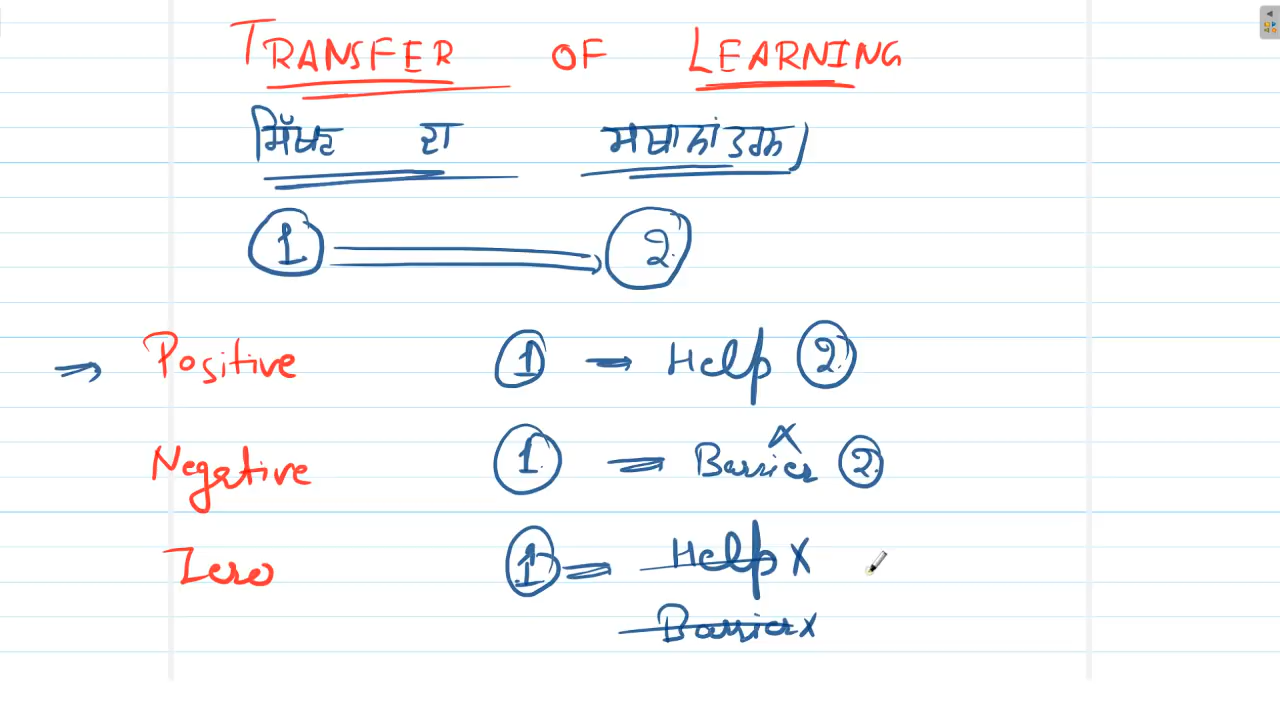 TRANSFER OF LEARNING
ਸਿੱਖਣ ਦਾ ਸਥਾਨਾਂਤਰਨ
1 2
Positive 1 Help 2
Negative 1 Barrier X 2
Zero 1 Help X
Barrier X